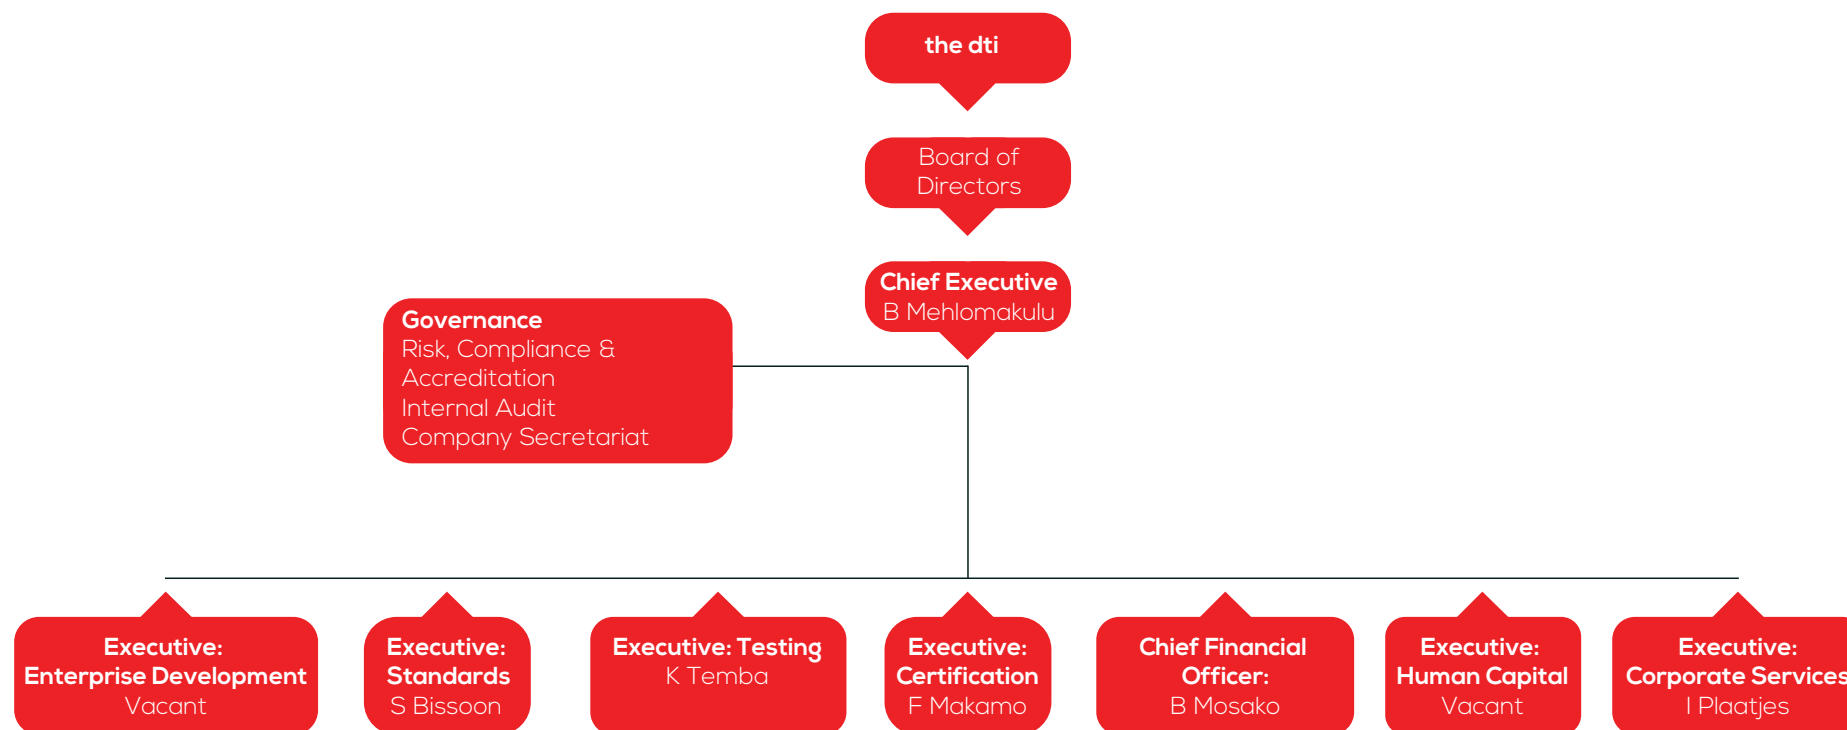 the dti
Board of
Directors
Chief Executive
B Mehlomakulu
Governance
Risk, Compliance &
Accreditation
Internal Audit
Company Secretariat
Executive:
Enterprise Development
Vacant
Executive:
Standards
S Bissoon
Executive: Testing
K Temba
Executive:
Certification
F Makamo
Chief Financial
Officer:
B Mosako
Executive:
Human Capital
Vacant
Executive:
Corporate Services
I Plaatjes